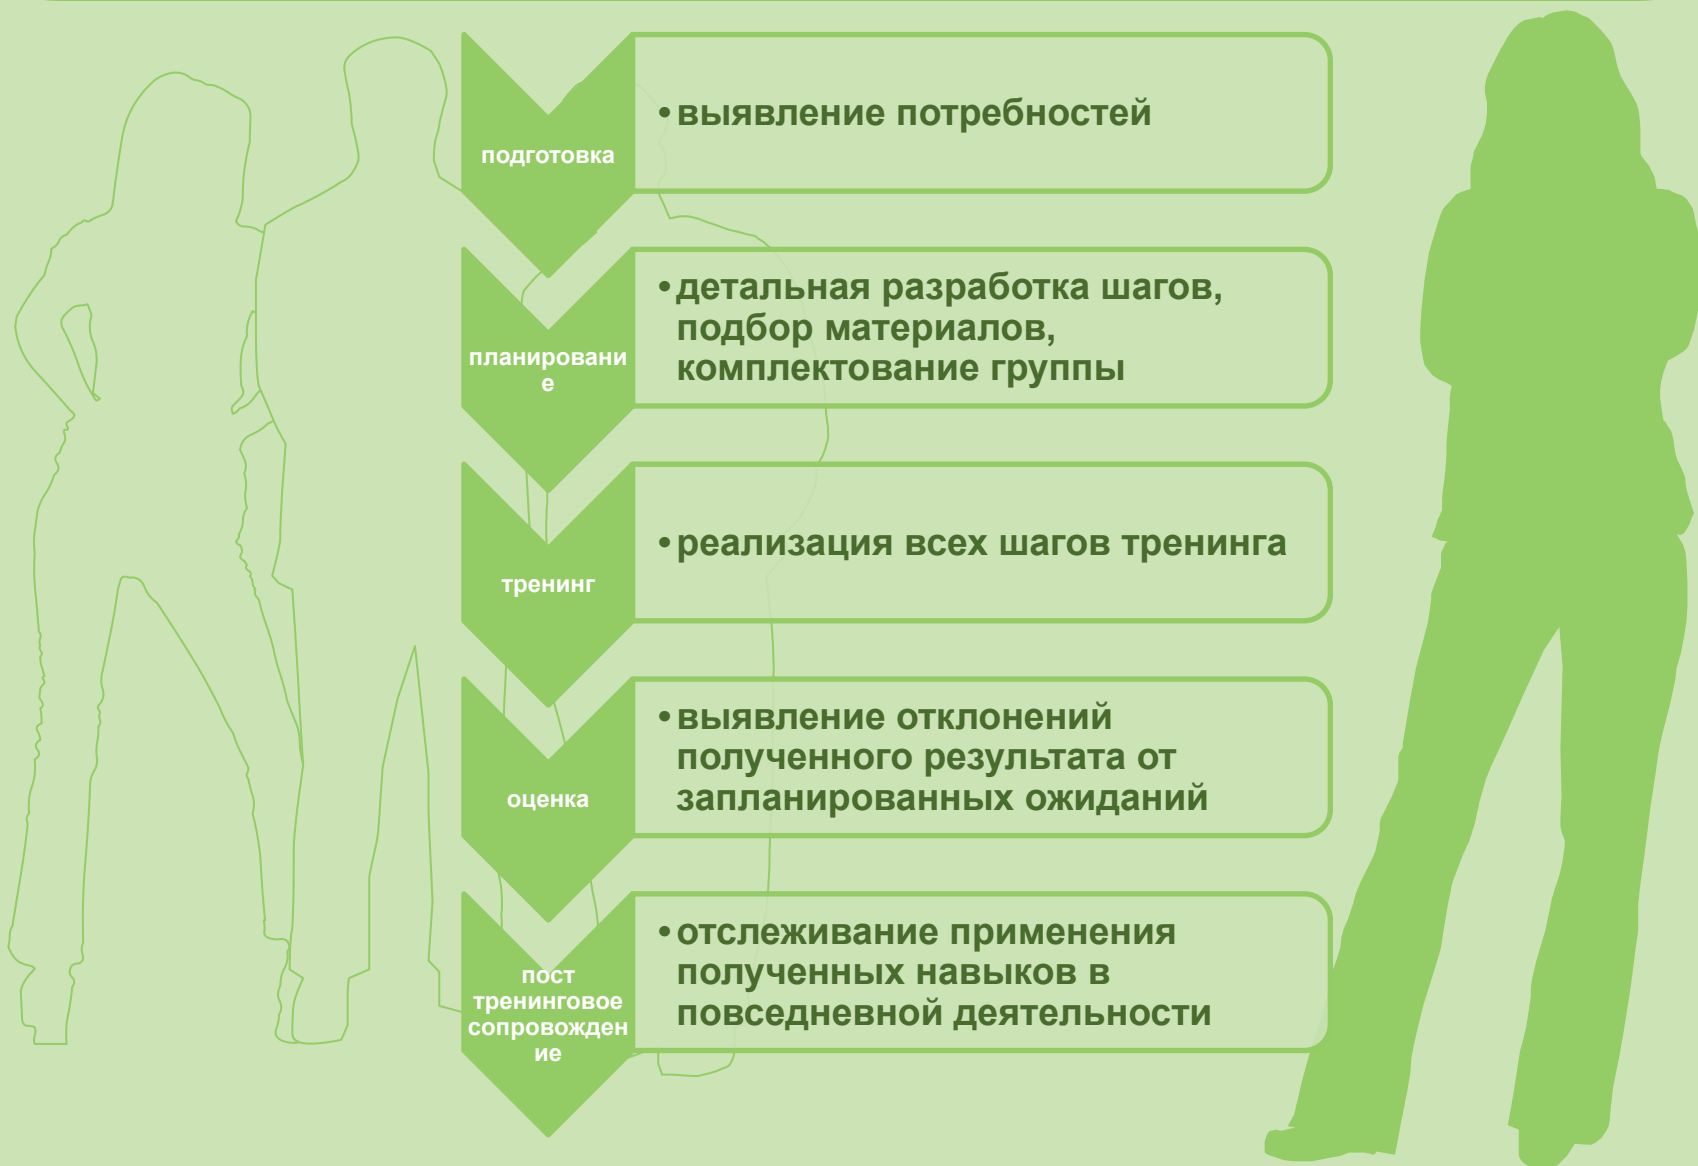 подготовка
•выявление потребностей
планировани
е
•детальная разработка шагов,
подбор материалов,
комплектование группы
тренинг
•реализация всех шагов тренинга
оценка
•выявление отклонений
полученного результата от
запланированных ожиданий
пост
тренинговое
сопровожден
ие
•отслеживание применения
полученных навыков в
повседневной деятельности